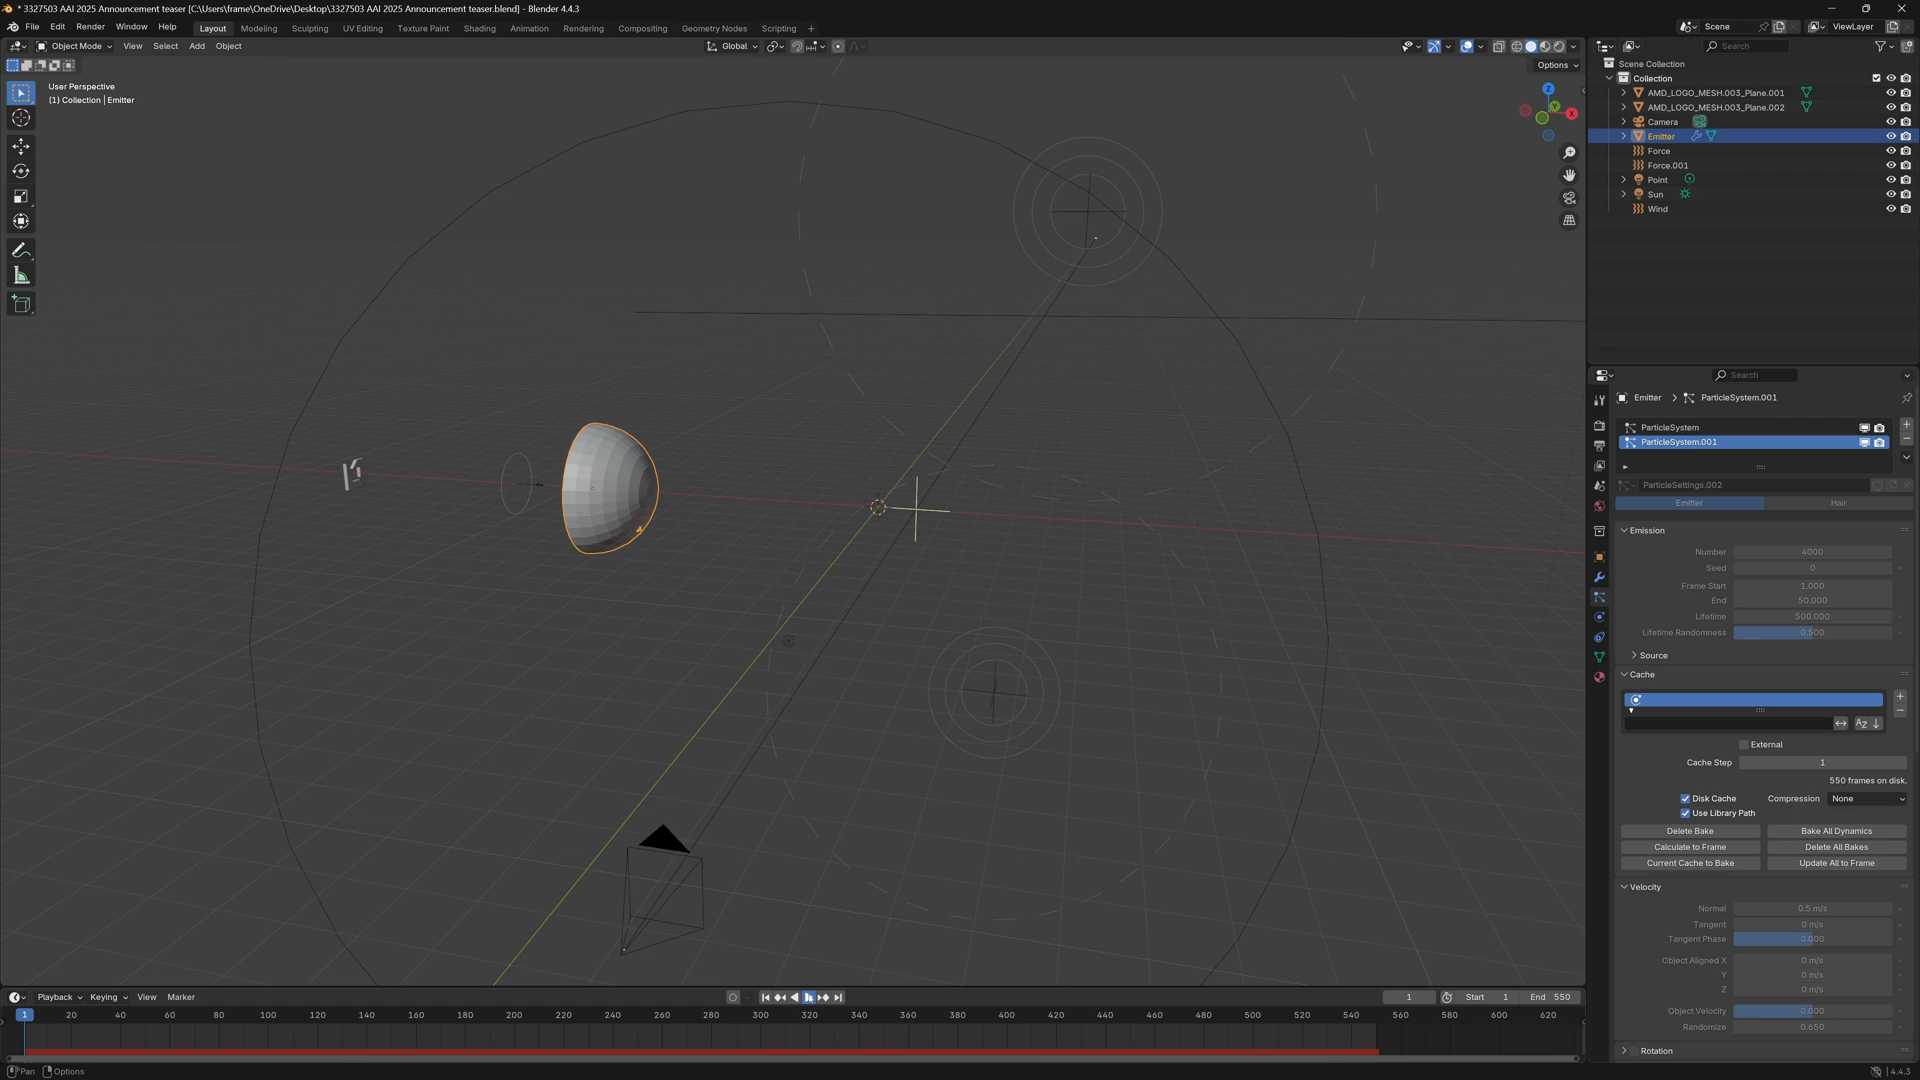 * 3327503 AAI 2025 Announcement teaser [C:\Users\frame\OneDrive\Desktop\3327503 AAI 2025 Announcement teaser.blend] - Blender 4.4.3
File Edit Render Window Help Layout Modeling Sculpting UV Editing Texture Paint Shading Animation Rendering Compositing Geometry Nodes Scripting + Scene ViewLayer
Object Mode View Select Add Object Global Search
Options
User Perspective
(1) Collection | Emitter
Z
Y
X
Scene Collection
Collection
AMD_LOGO_MESH.003_Plane.001
AMD_LOGO_MESH.003_Plane.002
Camera
Emitter
Force
Force.001
Point
Sun
Wind
Search
Emitter > ParticleSystem.001
ParticleSystem
ParticleSystem.001
ParticleSettings.002
Emitter Hair
Emission
Number 4000
Seed 0
Frame Start 1.000
End 50.000
Lifetime 500.000
Lifetime Randomness 0.500
Source
Cache
External
Cache Step 1
550 frames on disk.
Disk Cache Compression None
Use Library Path
Delete Bake Bake All Dynamics
Calculate to Frame Delete All Bakes
Current Cache to Bake Update All to Frame
Velocity
Normal 0.5 m/s
Tangent 0 m/s
Tangent Phase 0.000
Object Aligned X 0 m/s
Y 0 m/s
Z 0 m/s
Object Velocity 0.000
Randomize 0.650
Rotation
Playback Keying View Marker 1 Start 1 End 550
1 20 40 60 80 100 120 140 160 180 200 220 240 260 280 300 320 340 360 380 400 420 440 460 480 500 520 540 560 580 600 620
Pan Options 4.4.3